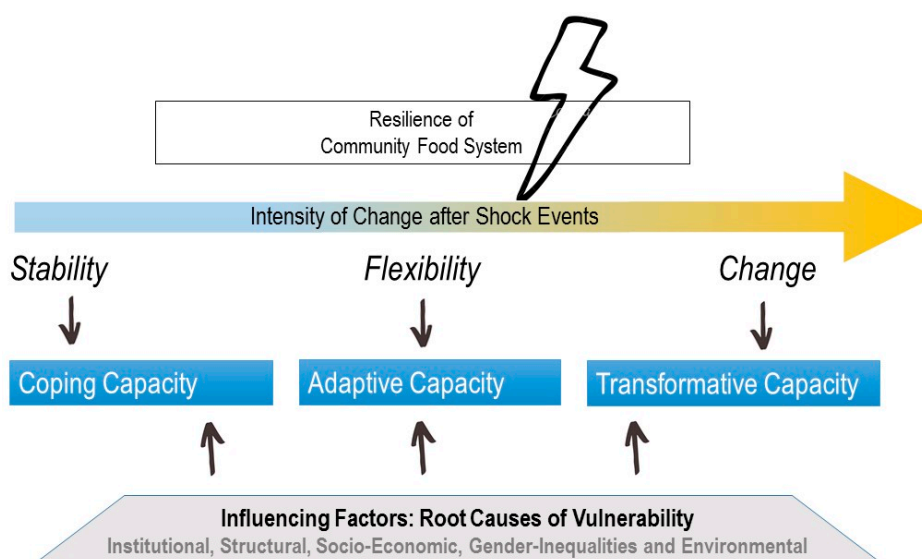 Resilience of
Community Food System
Intensity of Change after Shock Events
Stability
Flexibility
Change
Coping Capacity
Adaptive Capacity
Transformative Capacity
Influencing Factors: Root Causes of Vulnerability
Institutional, Structural, Socio-Economic, Gender-Inequalities and Environmental